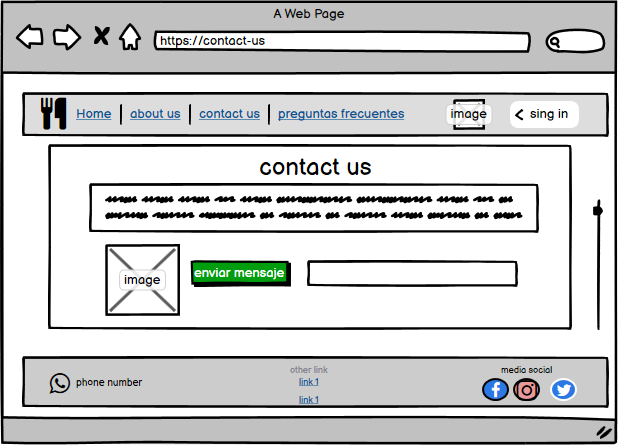 A Web Page
https://contact-us
Home
about us
contact us
preguntas frecuentes
image
sing in
contact us
image
enviar mensaje
phone number
other link
link 1
link 1
media social